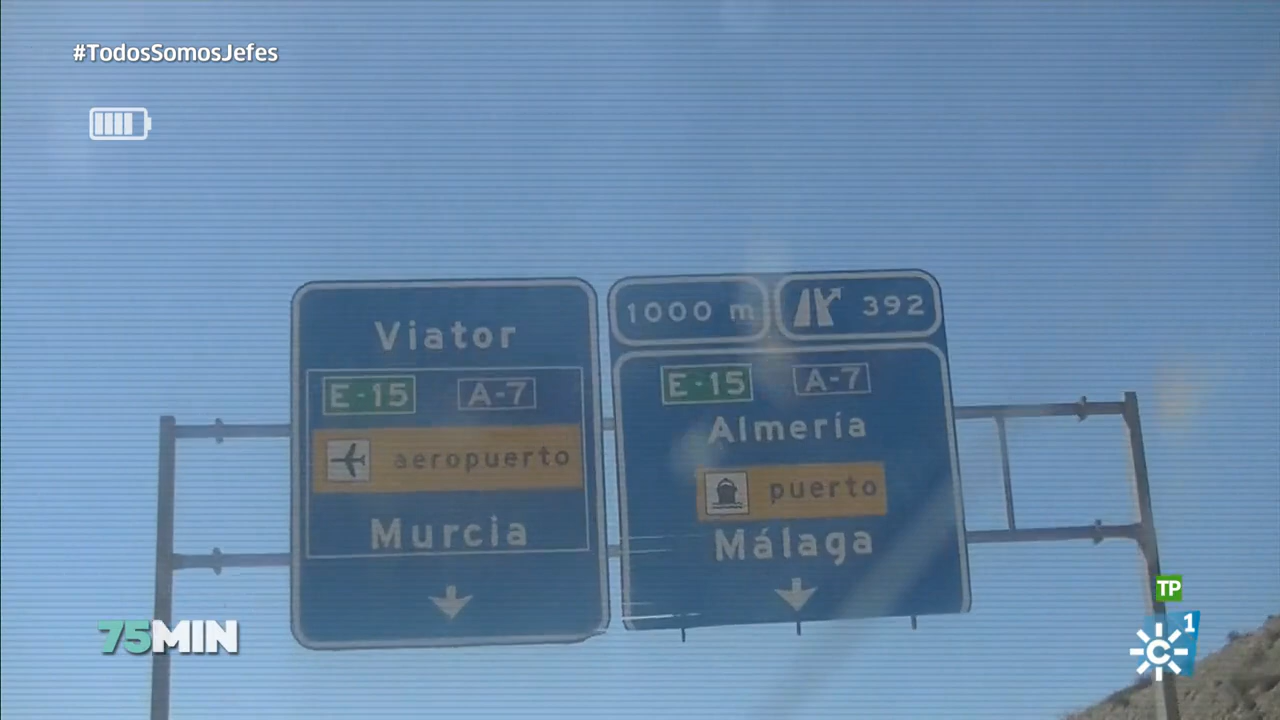 #TodosSomosJefes
Viator
E-15 A-7
aeropuerto
Murcia
1000 m 392
E-15 A-7
Almería
puerto
Málaga
75MIN
TP
1